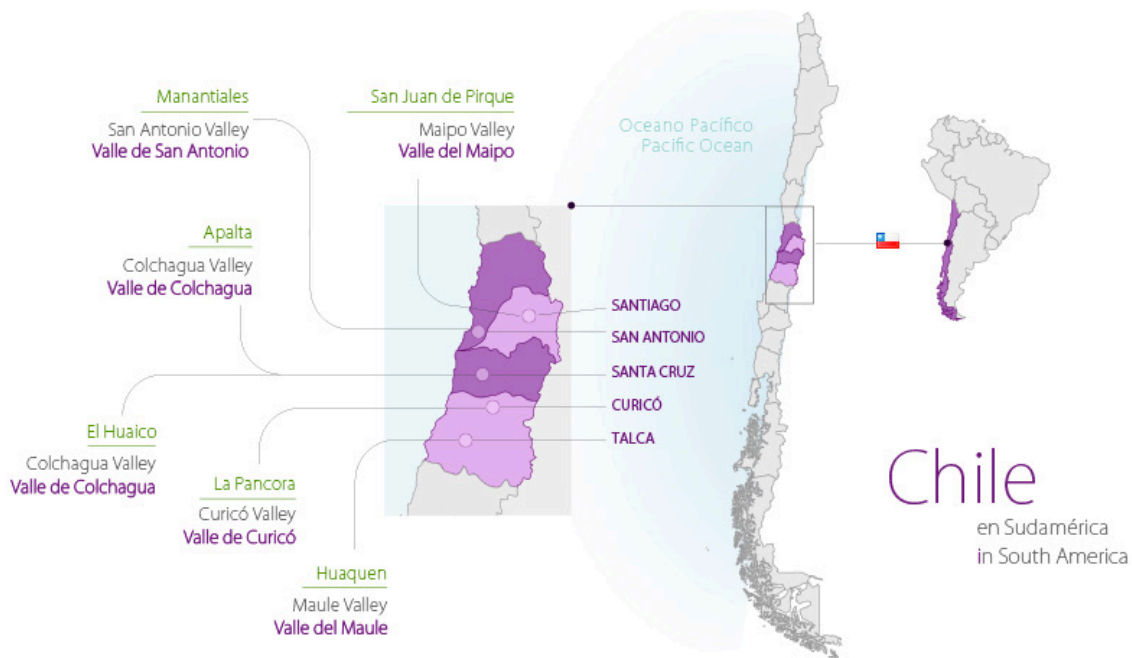 Manantiales
San Antonio Valley
Valle de San Antonio
San Juan de Pirque
Maipo Valley
Valle del Maipo
Oceano Pacífico
Pacific Ocean
Apalta
Colchagua Valley
Valle de Colchagua
SANTIAGO
SAN ANTONIO
SANTA CRUZ
CURICÓ
TALCA
El Huaico
Colchagua Valley
Valle de Colchagua
La Pancora
Curicó Valley
Valle de Curicó
Huaquen
Maule Valley
Valle del Maule
Chile
en Sudamérica
in South America